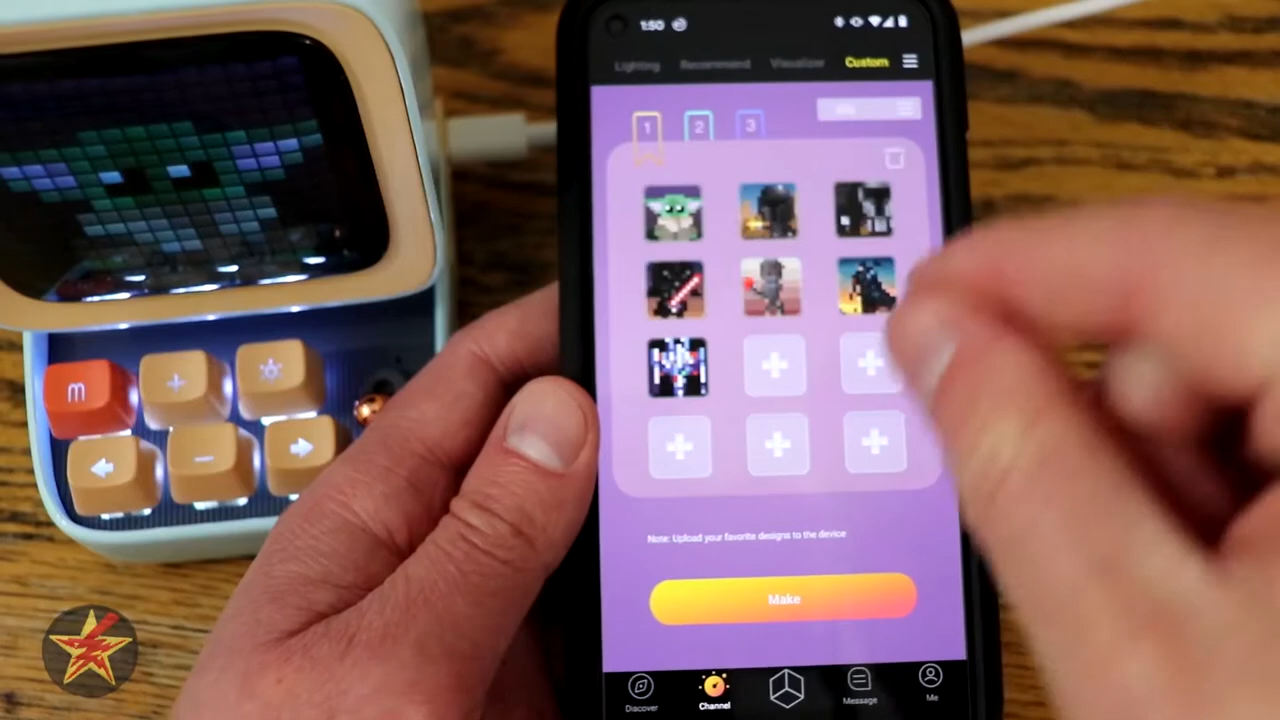 1:50
Lighting Recommend Visualizer Custom
1 2 3
Note: Upload your favorite designs to the device
Make
Discover Channel Message Me
m